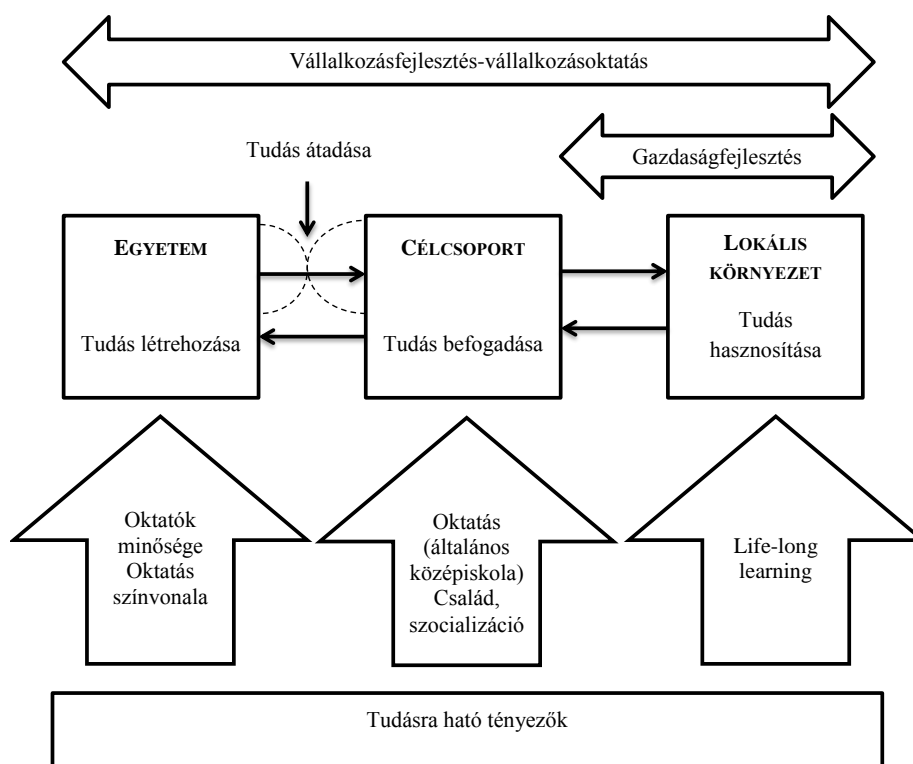 Vállalkozásfejlesztés-vállalkozásoktatás
Tudás átadása
Gazdaságfejlesztés
EGYETEM
Tudás létrehozása
CÉLCSOPORT
Tudás befogadása
LOKÁLIS
KÖRNYEZET
Tudás
hasznosítása
Oktatók
minősége
Oktatás
színvonala
Oktatás
(általános
középiskola)
Család,
szocializáció
Life-long
learning
Tudásra ható tényezők